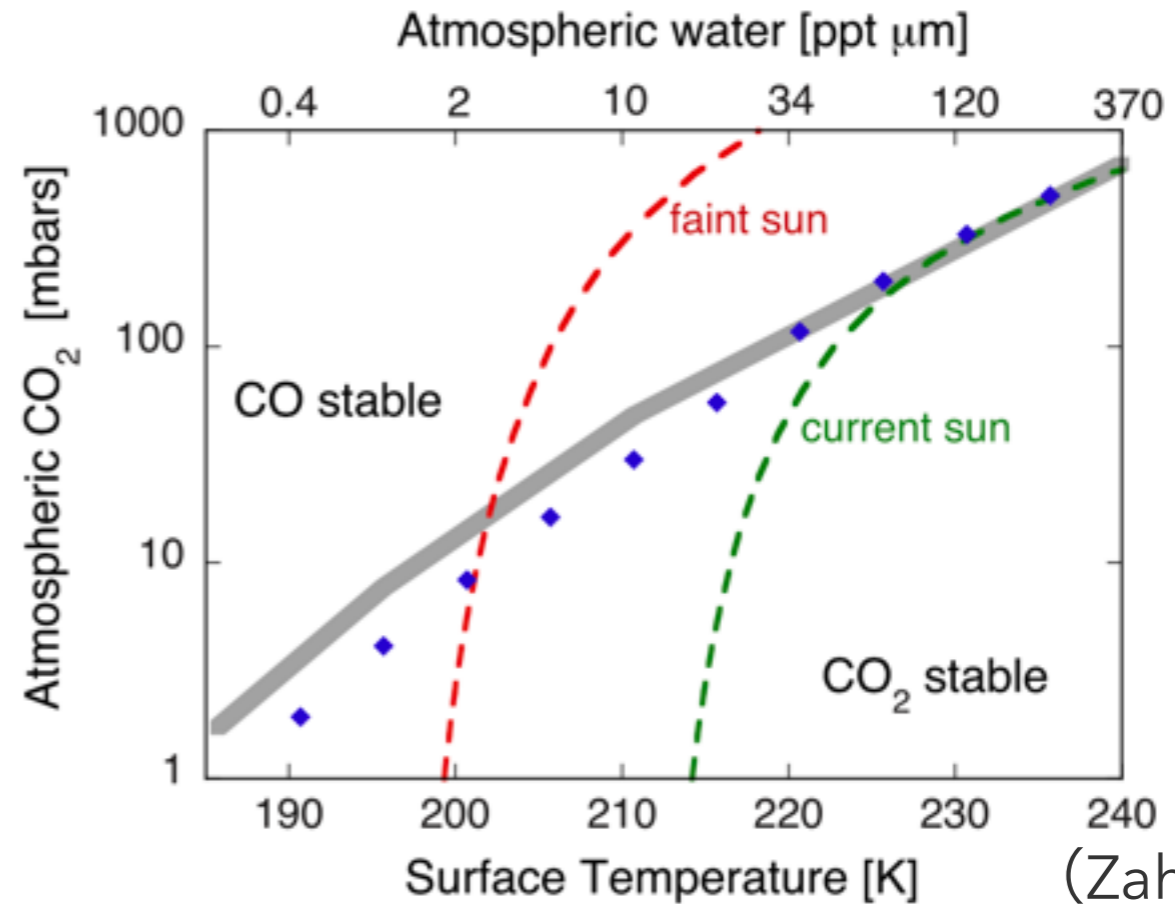 Atmospheric water [ppt μm]
0.4 2 10 34 120 370
1000
100
10
1
Atmospheric CO₂ [mbars]
faint sun
CO stable
current sun
CO₂ stable
190 200 210 220 230 240
Surface Temperature [K]
(Zah